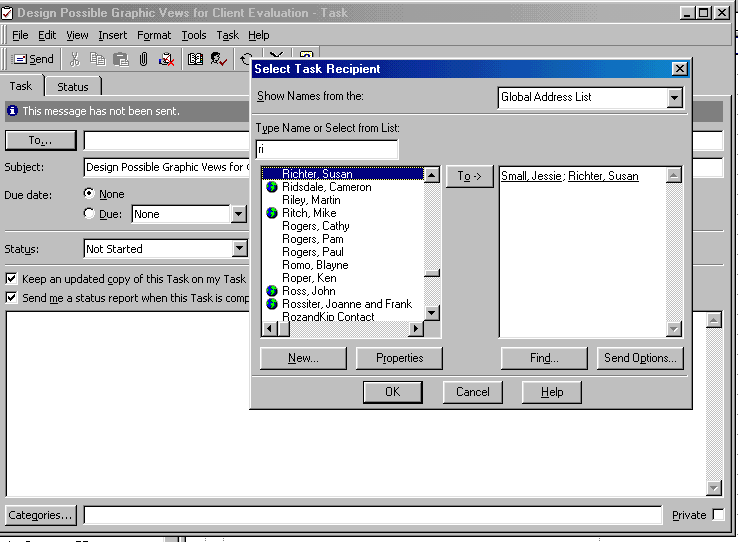 Design Possible Graphic Vews for Client Evaluation - Task
File Edit View Insert Format Tools Task Help
Send
Task Status
This message has not been sent.
To...
Subject: Design Possible Graphic Vews for
Due date: None
Due: None
Status: Not Started
Keep an updated copy of this Task on my Task
Send me a status report when this Task is comp
Categories...
Private
Select Task Recipient
Show Names from the: Global Address List
Type Name or Select from List:
ri
Richter, Susan
Ridsdale, Cameron
Riley, Martin
Ritch, Mike
Rogers, Cathy
Rogers, Pam
Rogers, Paul
Romo, Blayne
Roper, Ken
Ross, John
Rossiter, Joanne and Frank
RozandKip Contact
To ->
Small, Jessie; Richter, Susan
New... Properties Find... Send Options...
OK Cancel Help